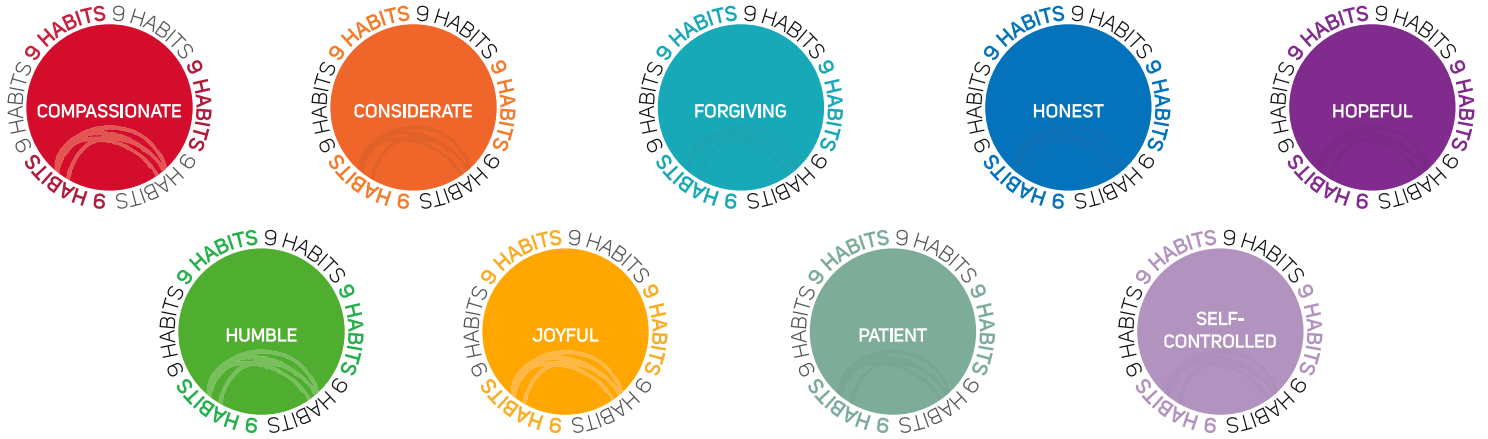 9 HABITS 9 HABITS 9 HABITS 9 HABITS 9 HABITS 9 HABITS
COMPASSIONATE
9 HABITS 9 HABITS 9 HABITS 9 HABITS 9 HABITS 9 HABITS
CONSIDERATE
9 HABITS 9 HABITS 9 HABITS 9 HABITS 9 HABITS 9 HABITS
FORGIVING
9 HABITS 9 HABITS 9 HABITS 9 HABITS 9 HABITS 9 HABITS
HONEST
9 HABITS 9 HABITS 9 HABITS 9 HABITS 9 HABITS 9 HABITS
HOPEFUL
9 HABITS 9 HABITS 9 HABITS 9 HABITS 9 HABITS 9 HABITS
HUMBLE
9 HABITS 9 HABITS 9 HABITS 9 HABITS 9 HABITS 9 HABITS
JOYFUL
9 HABITS 9 HABITS 9 HABITS 9 HABITS 9 HABITS 9 HABITS
PATIENT
9 HABITS 9 HABITS 9 HABITS 9 HABITS 9 HABITS 9 HABITS
SELF-
CONTROLLED